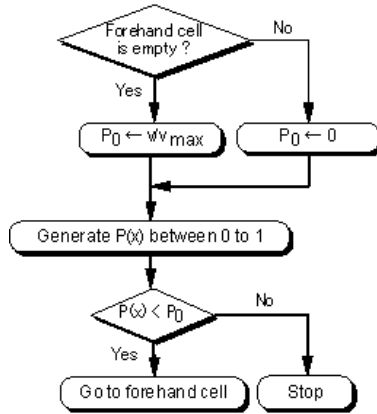 Forehand cell
is empty ?
No
Yes
P0 ← v/vmax
P0 ← 0
Generate P(x) between 0 to 1
P(x) < P0
No
Yes
Go to forehand cell
Stop